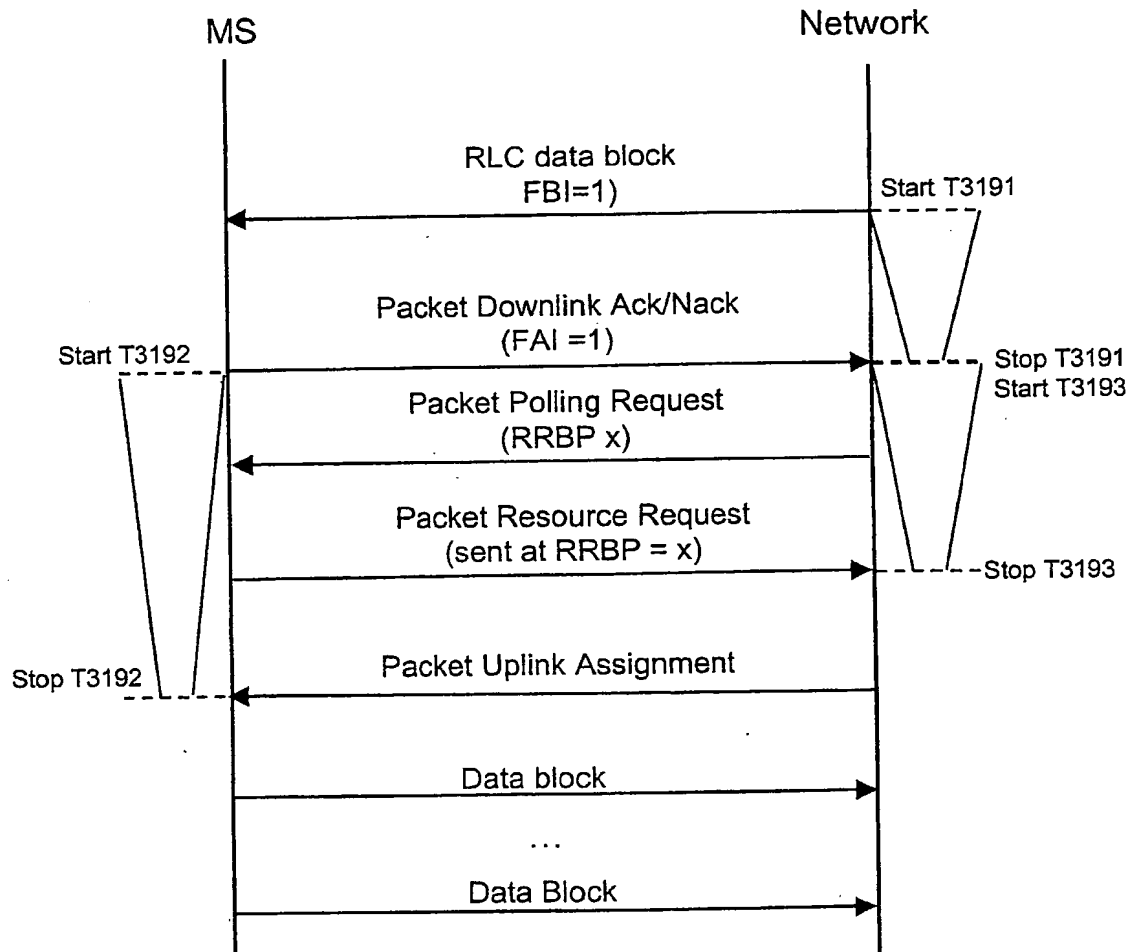 MS
Network
RLC data block
FBI=1)
Start T3191
Packet Downlink Ack/Nack
(FAI =1)
Start T3192
Stop T3191
Start T3193
Packet Polling Request
(RRBP x)
Packet Resource Request
(sent at RRBP = x)
Stop T3193
Packet Uplink Assignment
Stop T3192
Data block
...
Data Block